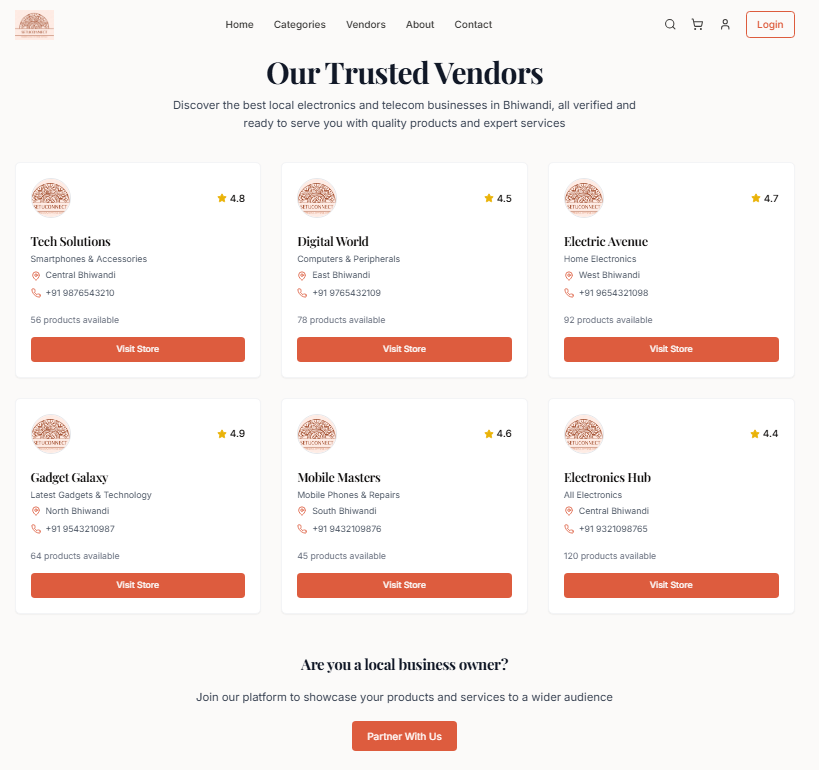 SETUCONNECT
Home Categories Vendors About Contact Login
Our Trusted Vendors
Discover the best local electronics and telecom businesses in Bhiwandi, all verified and
ready to serve you with quality products and expert services
SETUCONNECT
4.8
Tech Solutions
Smartphones & Accessories
Central Bhiwandi
+91 9876543210
56 products available
Visit Store
SETUCONNECT
4.5
Digital World
Computers & Peripherals
East Bhiwandi
+91 9765432109
78 products available
Visit Store
SETUCONNECT
4.7
Electric Avenue
Home Electronics
West Bhiwandi
+91 9654321098
92 products available
Visit Store
SETUCONNECT
4.9
Gadget Galaxy
Latest Gadgets & Technology
North Bhiwandi
+91 9543210987
64 products available
Visit Store
SETUCONNECT
4.6
Mobile Masters
Mobile Phones & Repairs
South Bhiwandi
+91 9432109876
45 products available
Visit Store
SETUCONNECT
4.4
Electronics Hub
All Electronics
Central Bhiwandi
+91 9321098765
120 products available
Visit Store
Are you a local business owner?
Join our platform to showcase your products and services to a wider audience
Partner With Us